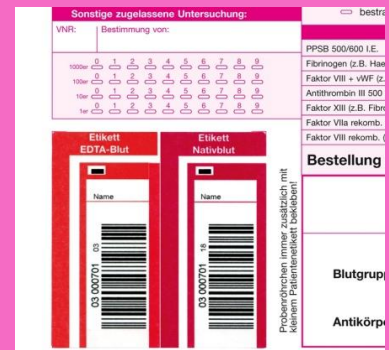 Sonstige zugelassene Untersuchung:
VNR:
Bestimmung von:
0 1 2 3 4 5 6 7 8 9
1000er
0 1 2 3 4 5 6 7 8 9
100er
0 1 2 3 4 5 6 7 8 9
10er
0 1 2 3 4 5 6 7 8 9
1er
Etikett
EDTA-Blut
Name
03 000701 03
Etikett
Nativblut
Name
03 000701 18
Probenröhrchen immer zusätzlich mit
kleinem Patientenetikett bekleben!
bestra
PPSB 500/600 I.E.
Fibrinogen (z.B. Hae
Faktor VIII + vWF (z.
Antithrombin III 500
Faktor XIII (z.B. Fibro
Faktor VIIa rekomb.
Faktor VIII rekomb. (
Bestellung
Blutgrupp
Antikörpe